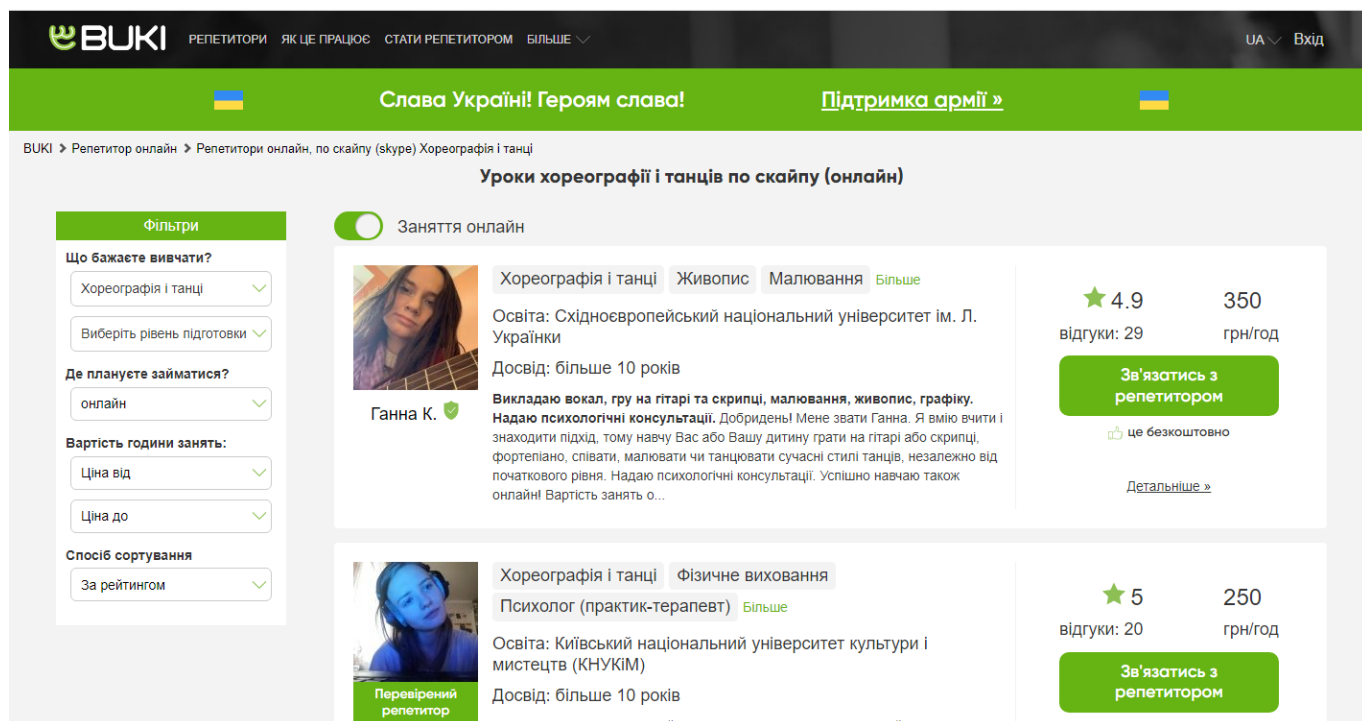 BUKI РЕПЕТИТОРИ ЯК ЦЕ ПРАЦЮЄ СТАТИ РЕПЕТИТОРОМ БІЛЬШЕ UA Вхід
Слава Україні! Героям слава! Підтримка армії »
BUKI > Репетитор онлайн > Репетитори онлайн, по скайпу (skype) Хореографія і танці
Уроки хореографії і танців по скайпу (онлайн)
Фільтри
Що бажаєте вивчати?
Хореографія і танці
Виберіть рівень підготовки
Де плануєте займатися?
онлайн
Вартість години занять:
Ціна від
Ціна до
Спосіб сортування
За рейтингом
Заняття онлайн
Ганна К.
Хореографія і танці Живопис Малювання Більше
Освіта: Східноєвропейський національний університет ім. Л.
Українки
Досвід: більше 10 років
Викладаю вокал, гру на гітарі та скрипці, малювання, живопис, графіку.
Надаю психологічні консультації. Добридень! Мене звати Ганна. Я вмію вчити і
знаходити підхід, тому навчу Вас або Вашу дитину грати на гітарі або скрипці,
фортепіано, співати, малювати чи танцювати сучасні стилі танців, незалежно від
початкового рівня. Надаю психологічні консультації. Успішно навчаю також
онлайн! Вартість занять о...
4.9 350
відгуки: 29 грн/год
Зв'язатись з
репетитором
це безкоштовно
Детальніше »
Перевірений
репетитор
Хореографія і танці Фізичне виховання
Психолог (практик-терапевт) Більше
Освіта: Київський національний університет культури і
мистецтв (КНУКіМ)
Досвід: більше 10 років
5 250
відгуки: 20 грн/год
Зв'язатись з
репетитором